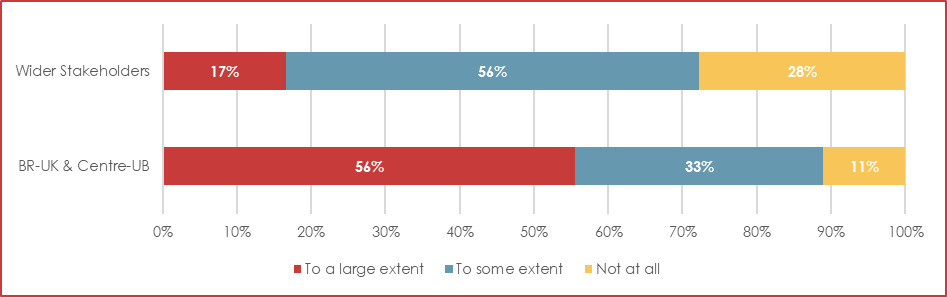 Wider Stakeholders
17% 56% 28%
BR-UK & Centre-UB
56% 33% 11%
0% 10% 20% 30% 40% 50% 60% 70% 80% 90% 100%
To a large extent To some extent Not at all